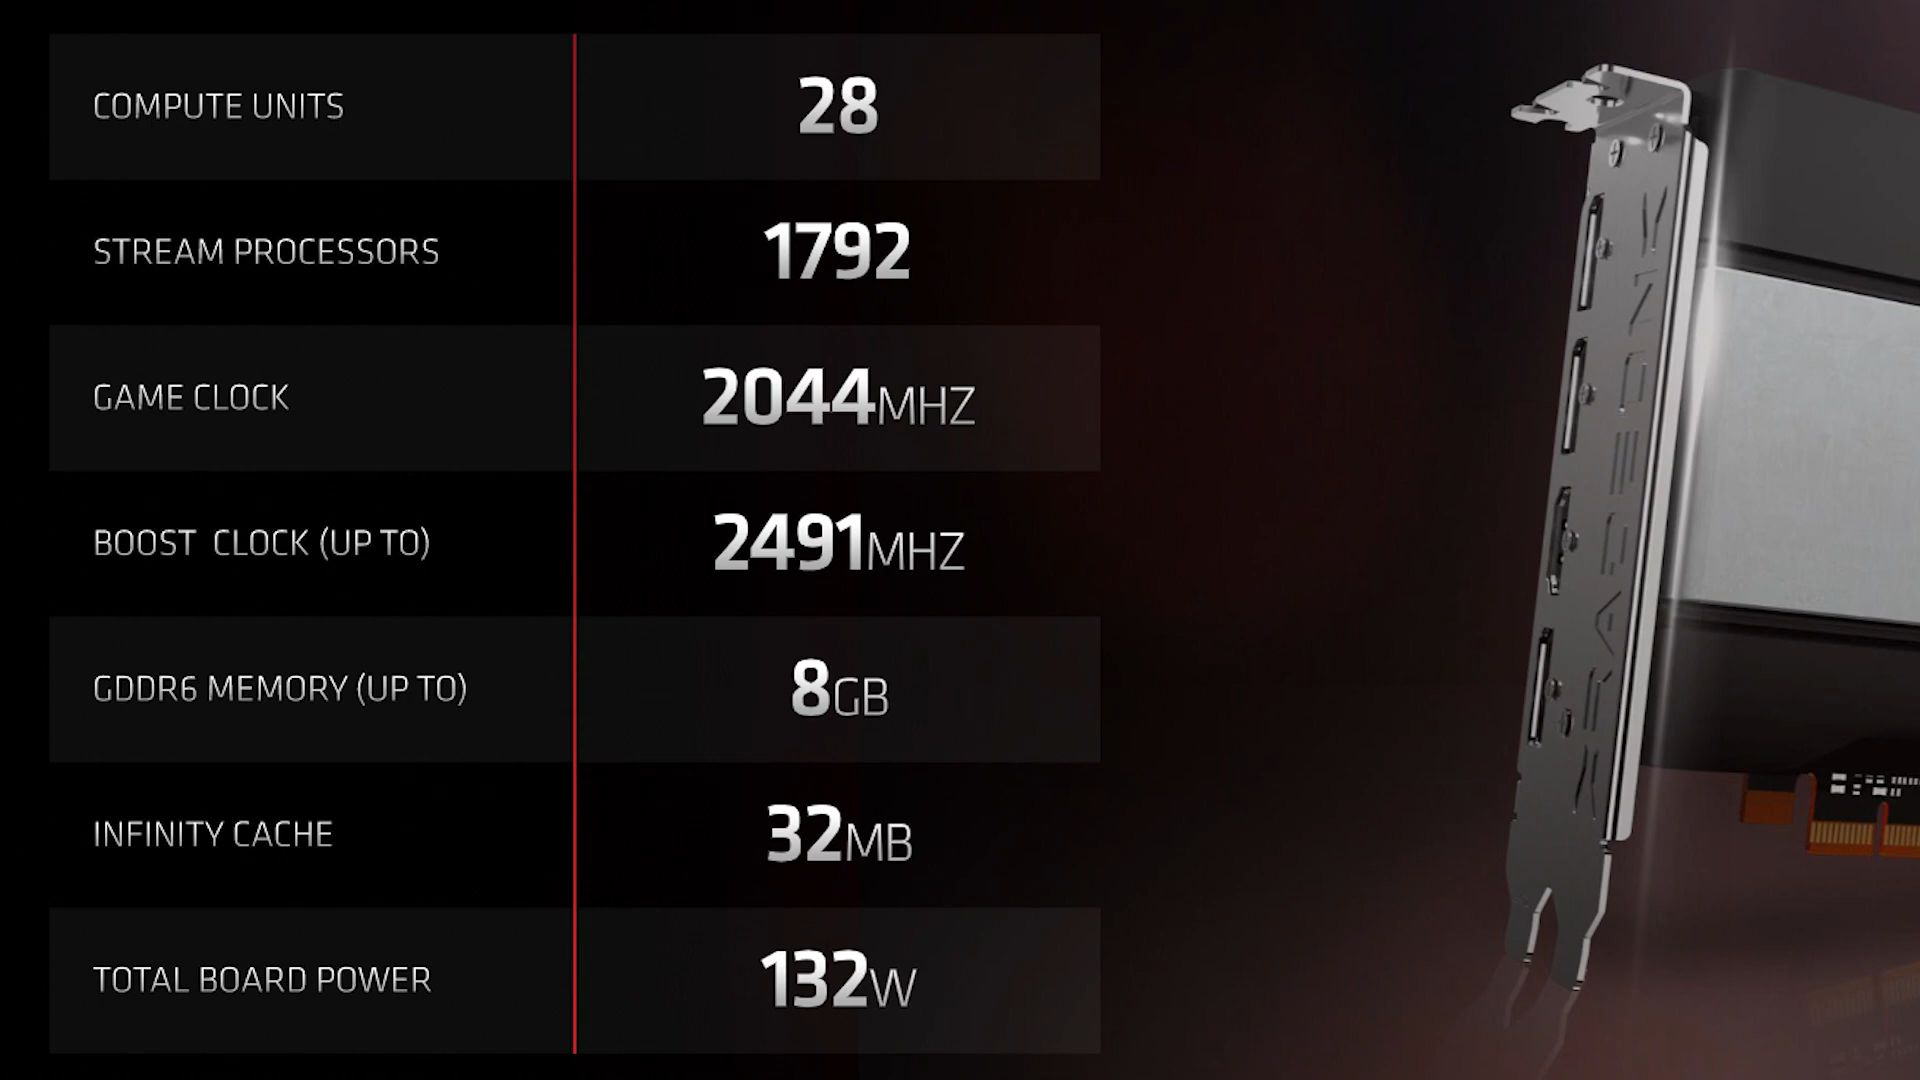 COMPUTE UNITS 28
STREAM PROCESSORS 1792
GAME CLOCK 2044MHZ
BOOST CLOCK (UP TO) 2491MHZ
GDDR6 MEMORY (UP TO) 8GB
INFINITY CACHE 32MB
TOTAL BOARD POWER 132W